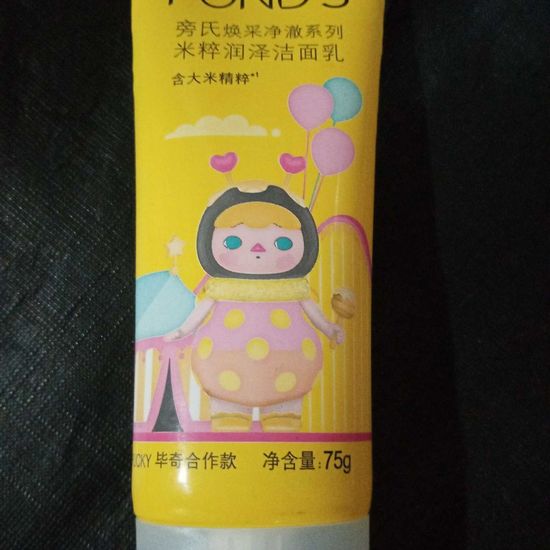 POND'S
旁氏焕采净澈系列
米粹润泽洁面乳
含大米精粹*1
UCKY 毕奇合作款 净含量:75g